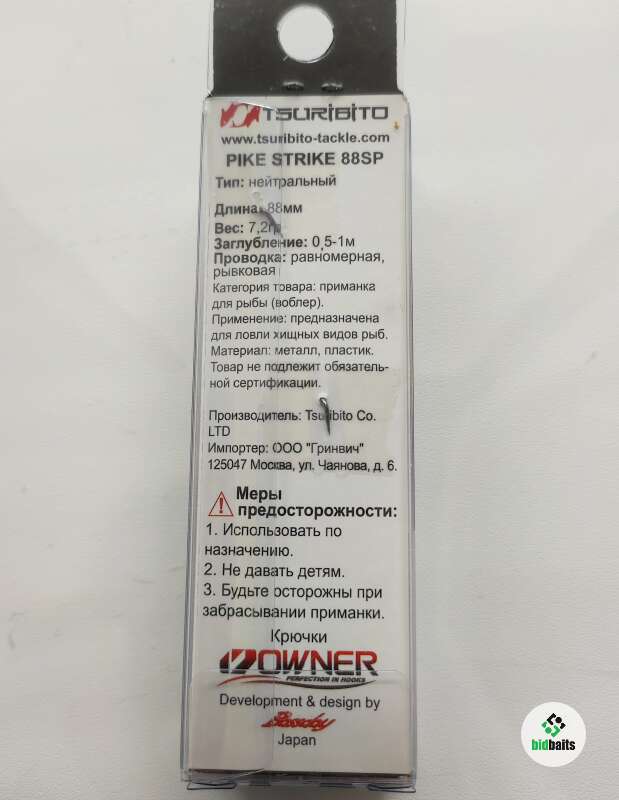 TSURIBITO
www.tsuribito-tackle.com
PIKE STRIKE 88SP
Тип: нейтральный
Длина: 88мм
Вес: 7,2гр
Заглубление: 0,5-1м
Проводка: равномерная,
рывковая
Категория товара: приманка
для рыбы (воблер).
Применение: предназначена
для ловли хищных видов рыб.
Материал: металл, пластик.
Товар не подлежит обязатель-
ной сертификации.
Производитель: Tsuribito Co.
LTD
Импортер: ООО "Гринвич"
125047 Москва, ул. Чаянова, д. 6.
Меры
предосторожности:
1. Использовать по
назначению.
2. Не давать детям.
3. Будьте осторожны при
забрасывании приманки.
Крючки
OWNER
PERFECTION IN HOOKS
Development & design by
Bassday
Japan
bidbaits